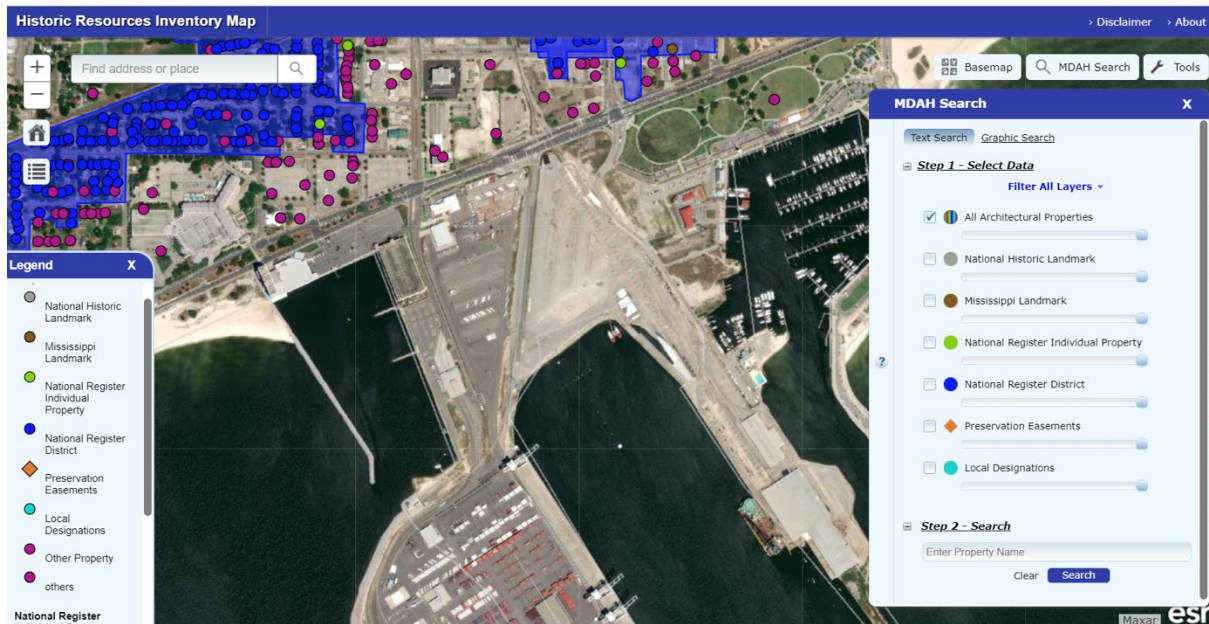 Historic Resources Inventory Map
› Disclaimer › About
+
Find address or place
−
Basemap
MDAH Search
Tools
MDAH Search X
Text Search Graphic Search
Step 1 - Select Data
Filter All Layers
All Architectural Properties
National Historic Landmark
Mississippi Landmark
National Register Individual Property
?
National Register District
Preservation Easements
Local Designations
Step 2 - Search
Enter Property Name
Clear Search
Legend X
National Historic
Landmark
Mississippi
Landmark
National Register
Individual
Property
National Register
District
Preservation
Easements
Local
Designations
Other Property
others
National Register
Maxar esri